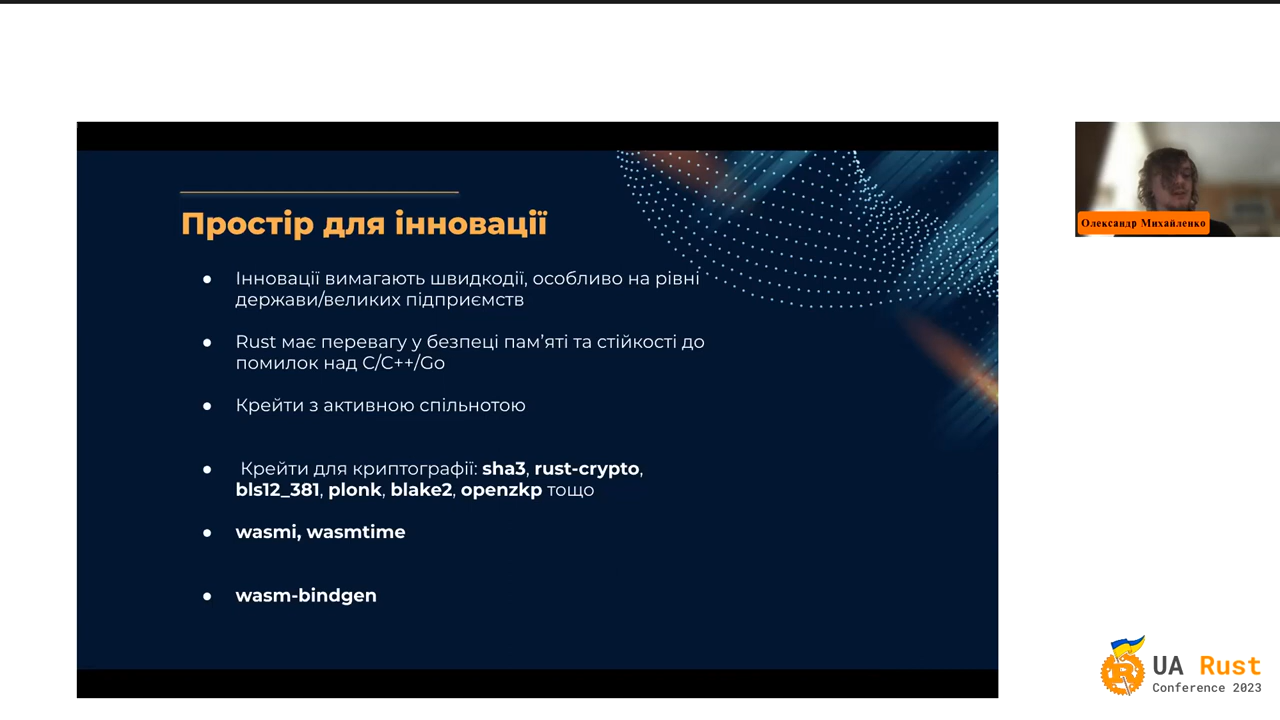 Простір для інновації
● Інновації вимагають швидкодії, особливо на рівні
держави/великих підприємств
● Rust має перевагу у безпеці пам’яті та стійкості до
помилок над C/C++/Go
● Крейти з активною спільнотою
● Крейти для криптографії: sha3, rust-crypto,
bls12_381, plonk, blake2, openzkp тощо
● wasmi, wasmtime
● wasm-bindgen
Олександр Михайленко
UA Rust
Conference 2023